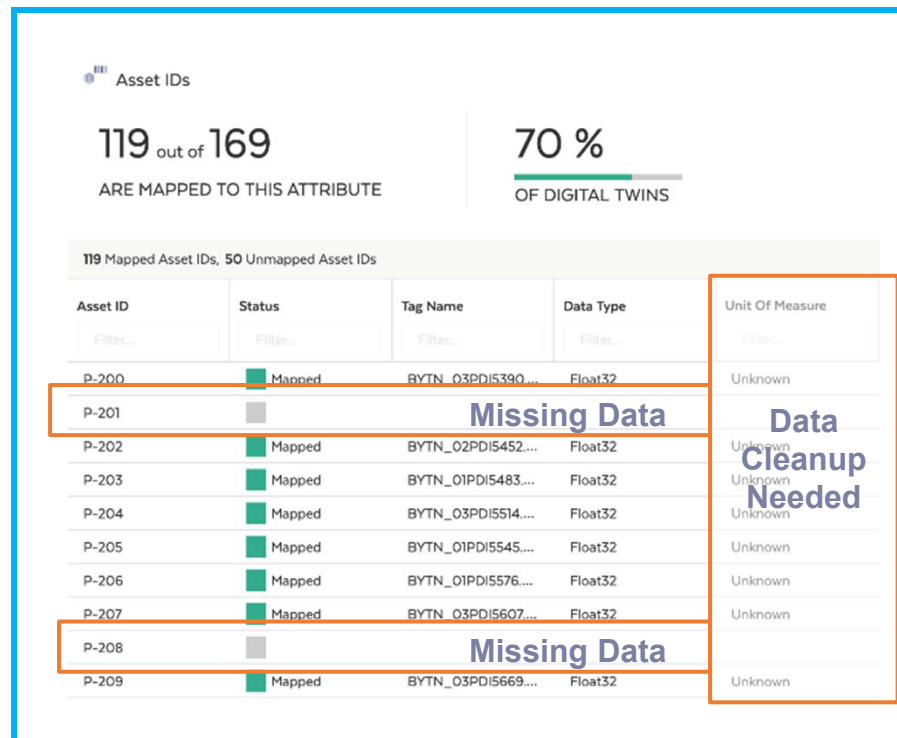 Asset IDs
119 out of 169
ARE MAPPED TO THIS ATTRIBUTE
70 %
OF DIGITAL TWINS
119 Mapped Asset IDs, 50 Unmapped Asset IDs
Asset ID Status Tag Name Data Type Unit Of Measure
Filter... Filter... Filter... Filter... Filter...
P-200 Mapped BYTN_03PDI5390.... Float32 Unknown
P-201 Missing Data
P-202 Mapped BYTN_02PDI5452.... Float32 Unknown
P-203 Mapped BYTN_01PDI5483.... Float32 Unknown
P-204 Mapped BYTN_03PDI5514.... Float32 Unknown
P-205 Mapped BYTN_01PDI5545.... Float32 Unknown
P-206 Mapped BYTN_01PDI5576.... Float32 Unknown
P-207 Mapped BYTN_03PDI5607.... Float32 Unknown
P-208 Missing Data
P-209 Mapped BYTN_03PDI5669.... Float32 Unknown
Data
Cleanup
Needed